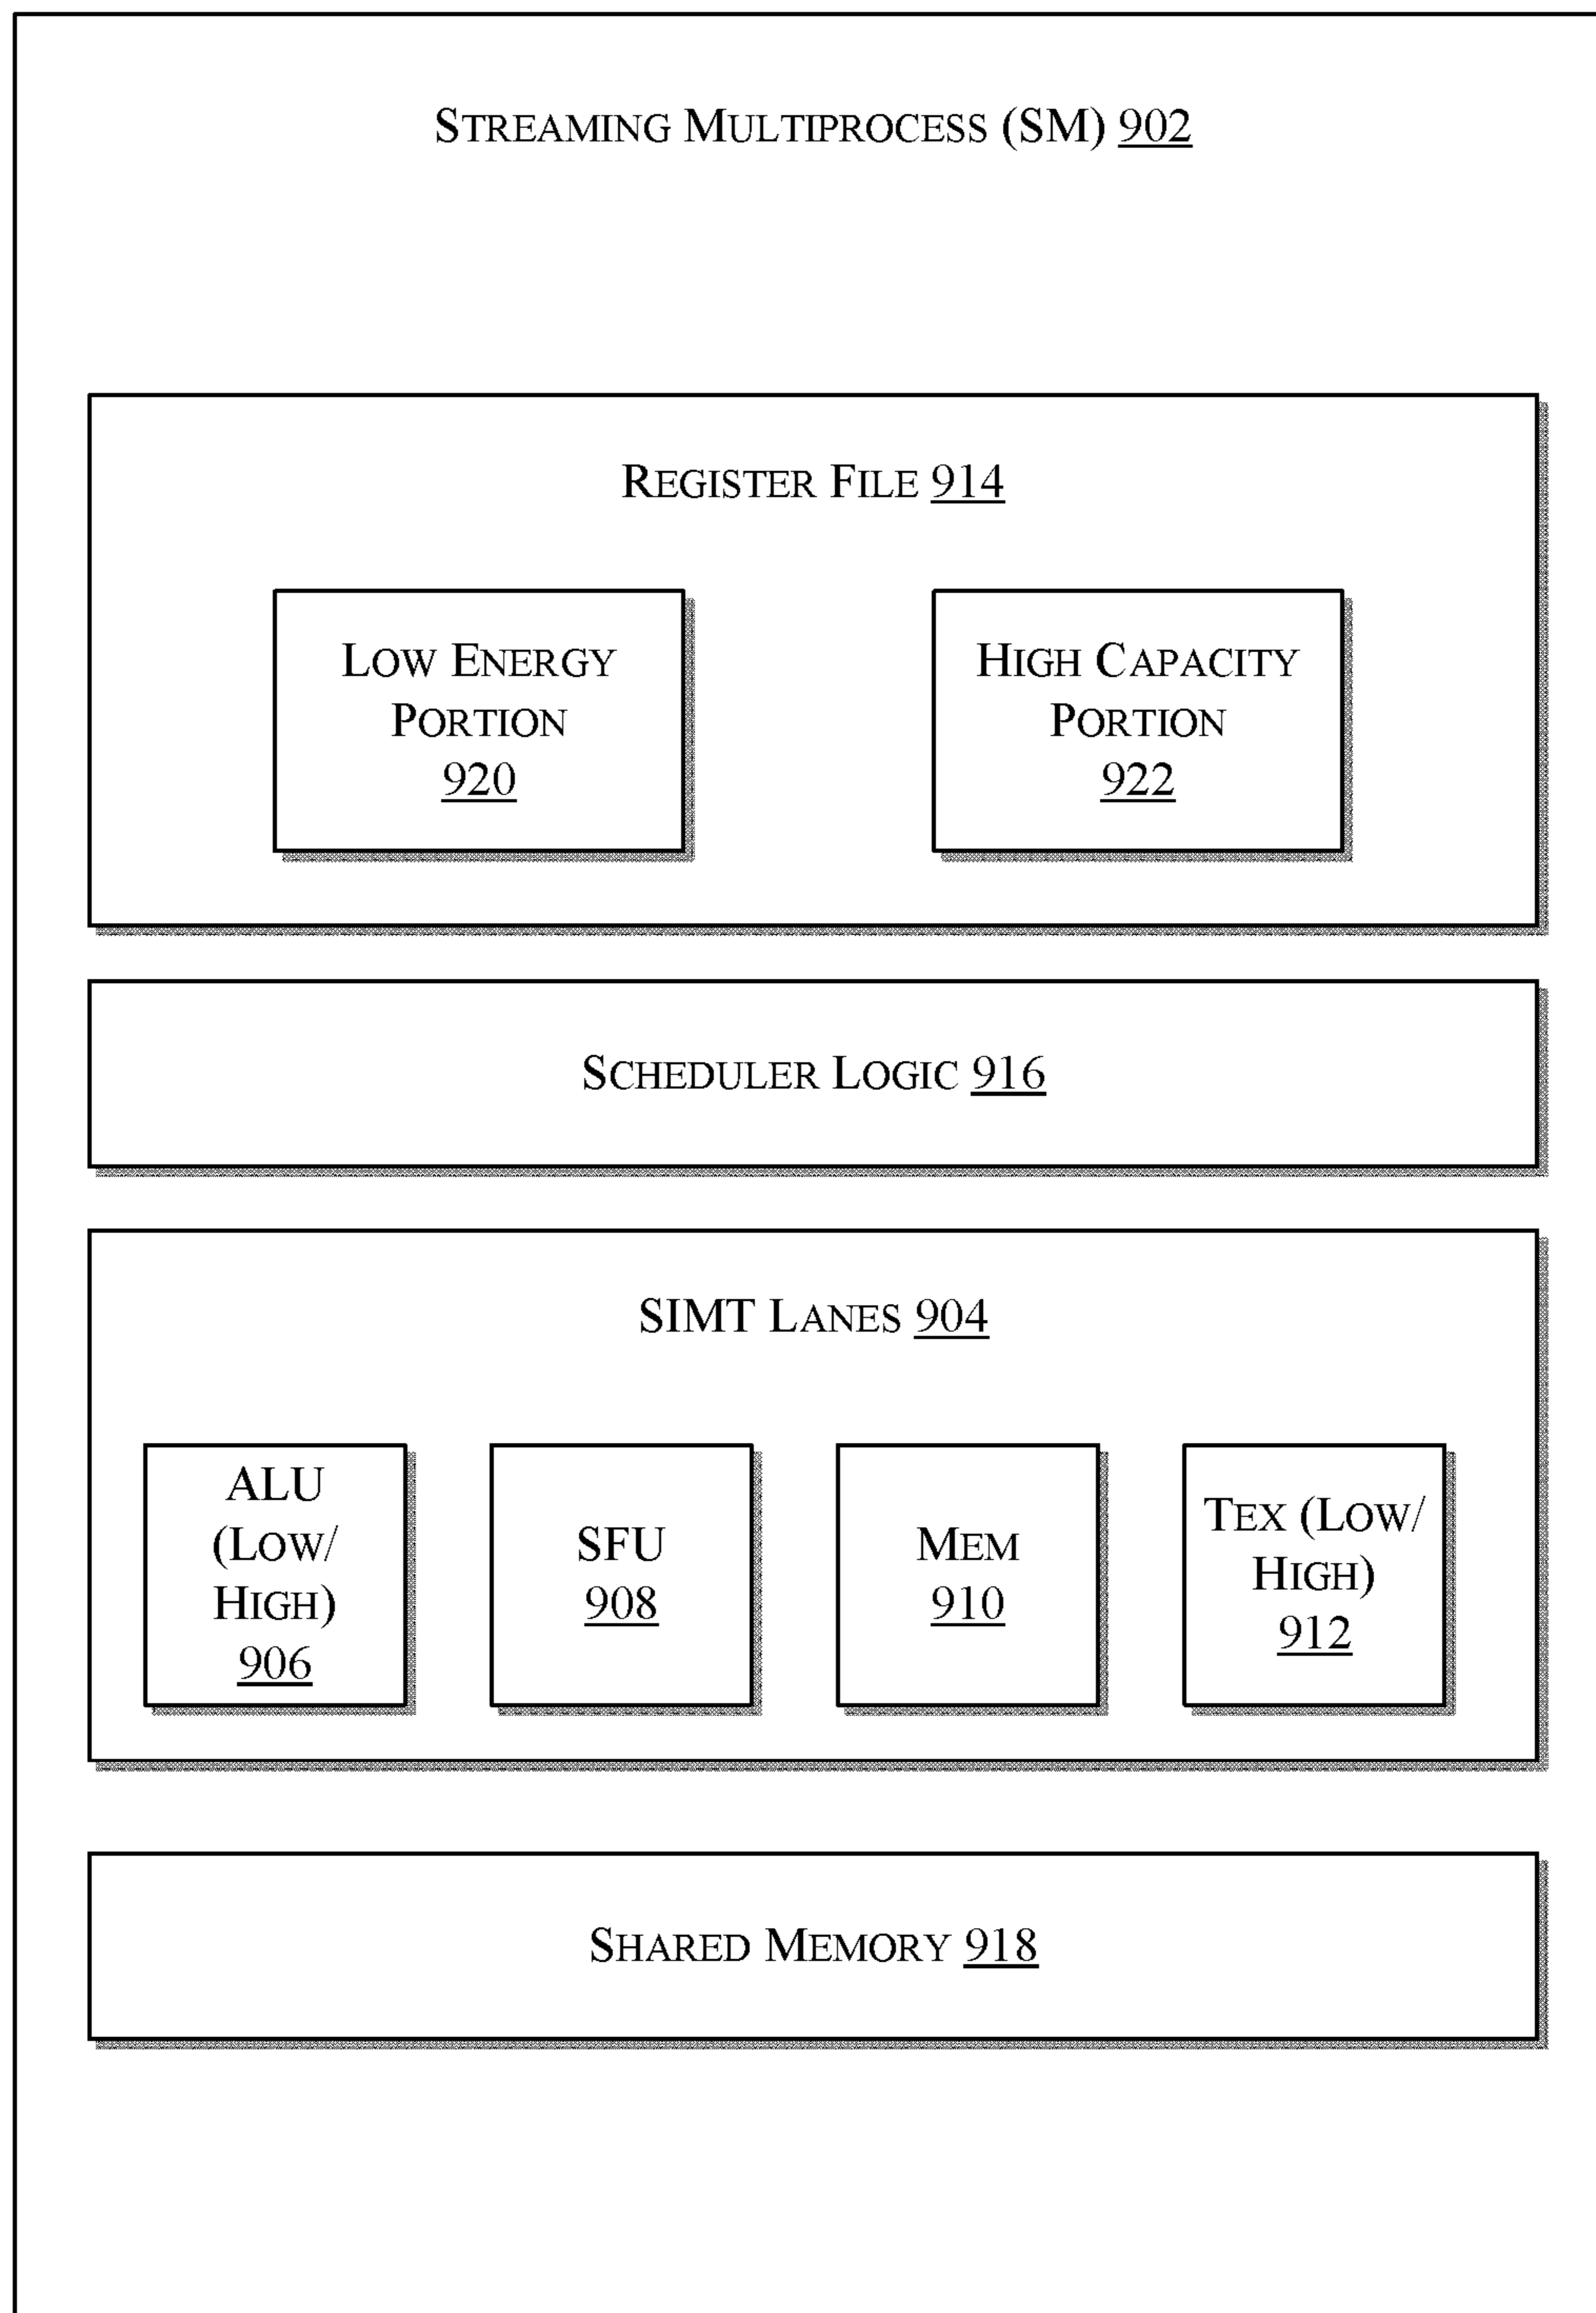 STREAMING MULTIPROCESS (SM) 902
REGISTER FILE 914
LOW ENERGY
PORTION
920
HIGH CAPACITY
PORTION
922
SCHEDULER LOGIC 916
SIMT LANES 904
ALU
(LOW/
HIGH)
906
SFU
908
MEM
910
TEX (LOW/
HIGH)
912
SHARED MEMORY 918